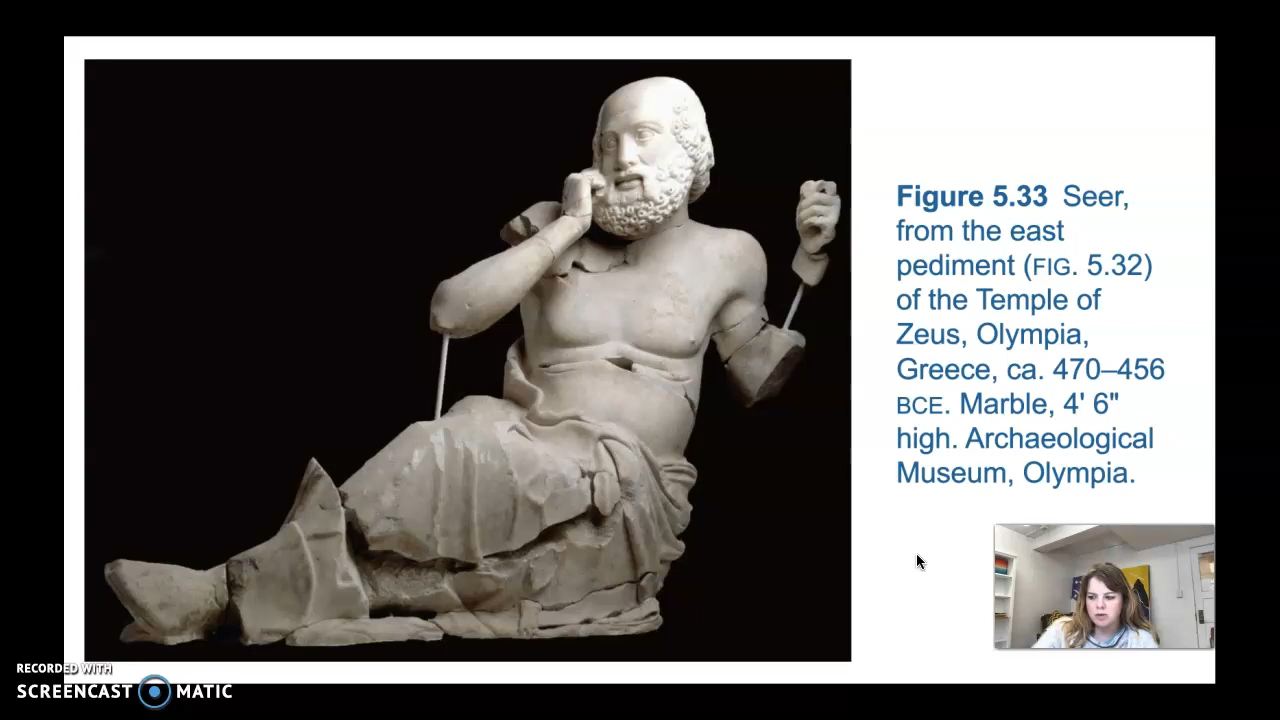 Figure 5.33 Seer,
from the east
pediment (FIG. 5.32)
of the Temple of
Zeus, Olympia,
Greece, ca. 470–456
BCE. Marble, 4' 6"
high. Archaeological
Museum, Olympia.
RECORDED WITH
SCREENCAST MATIC